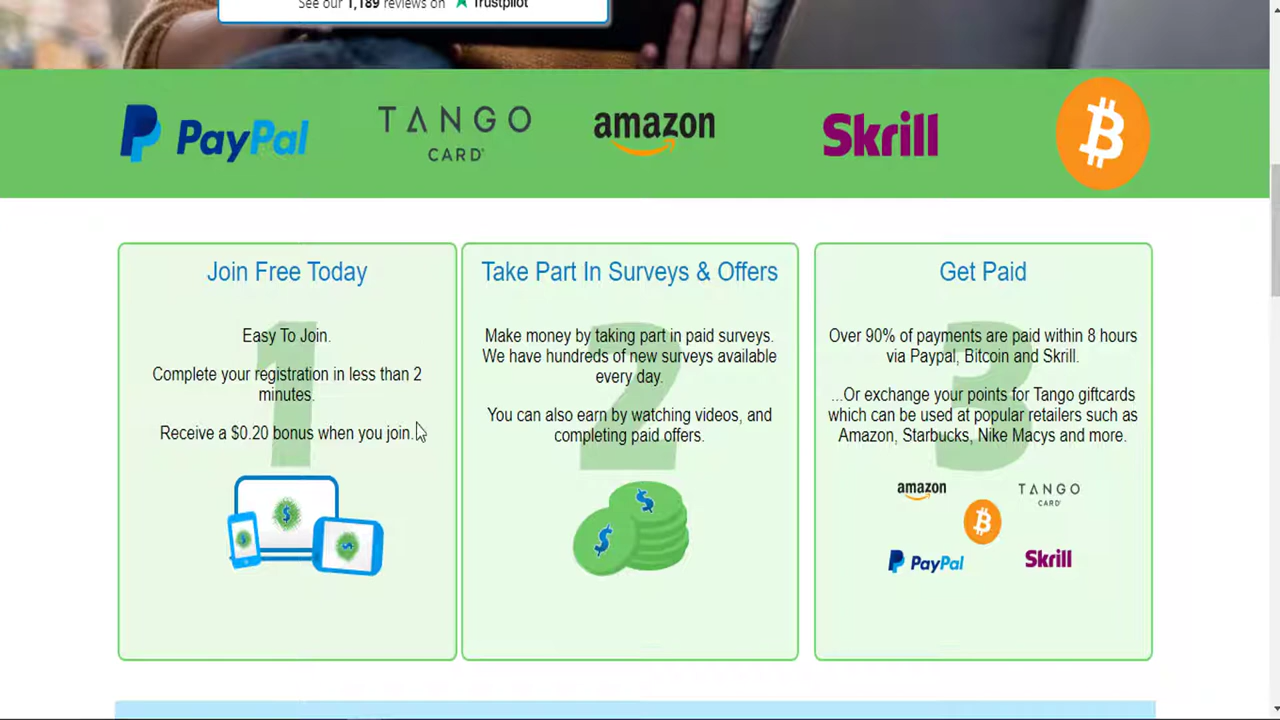 See our 1,189 reviews on Trustpilot
PayPal
TANGO
CARD
amazon
Skrill
Join Free Today
Easy To Join.
Complete your registration in less than 2
minutes.
Receive a $0.20 bonus when you join.
Take Part In Surveys & Offers
Make money by taking part in paid surveys.
We have hundreds of new surveys available
every day.
You can also earn by watching videos, and
completing paid offers.
Get Paid
Over 90% of payments are paid within 8 hours
via Paypal, Bitcoin and Skrill.
...Or exchange your points for Tango giftcards
which can be used at popular retailers such as
Amazon, Starbucks, Nike Macys and more.
1
2
3
amazon
TANGO
CARD
PayPal
Skrill